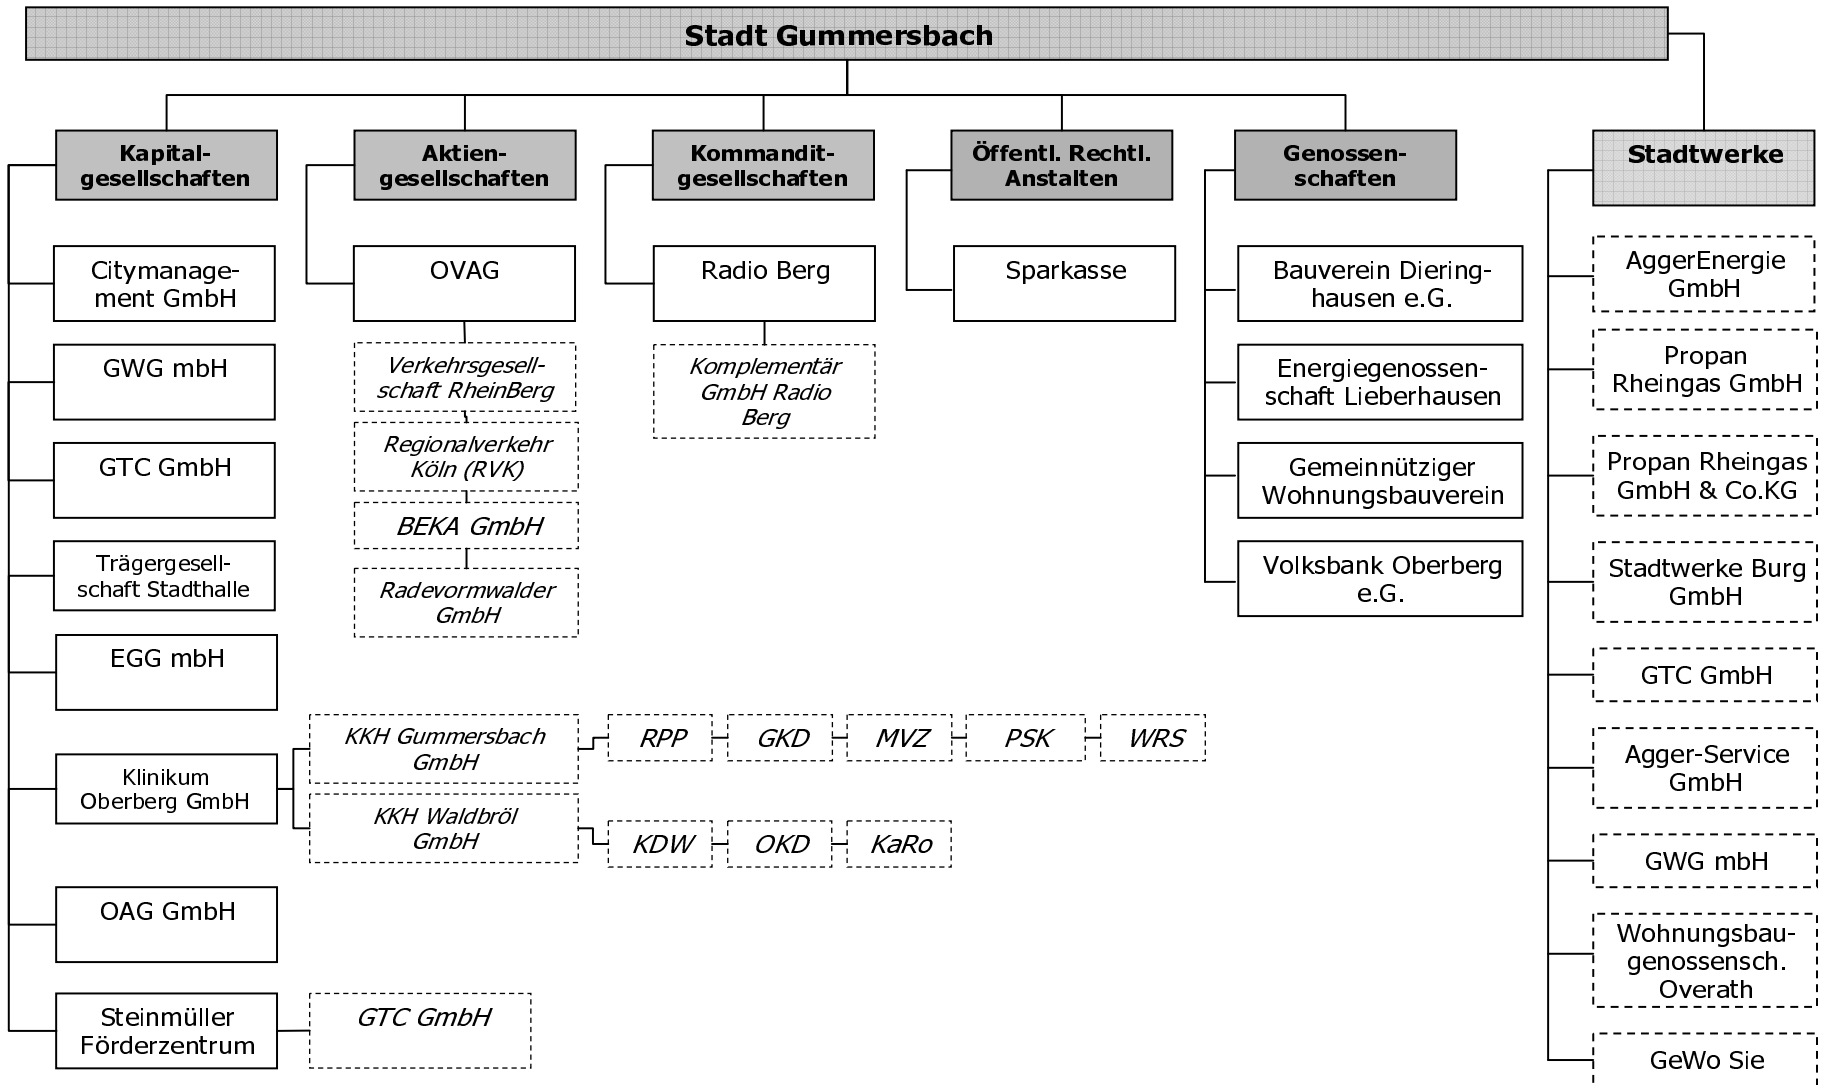 Stadt Gummersbach
Kapital-
gesellschaften
Citymanage-
ment GmbH
GWG mbH
GTC GmbH
Trägergesell-
schaft Stadthalle
EGG mbH
Klinikum
Oberberg GmbH
KKH Gummersbach
GmbH
RPP
GKD
MVZ
PSK
WRS
KKH Waldbröl
GmbH
KDW
OKD
KaRo
OAG GmbH
Steinmüller
Förderzentrum
GTC GmbH
Aktien-
gesellschaften
OVAG
Verkehrsgesell-
schaft RheinBerg
Regionalverkehr
Köln (RVK)
BEKA GmbH
Radevormwalder
GmbH
Kommandit-
gesellschaften
Radio Berg
Komplementär
GmbH Radio
Berg
Öffentl. Rechtl.
Anstalten
Sparkasse
Genossen-
schaften
Bauverein Diering-
hausen e.G.
Energiegenossen-
schaft Lieberhausen
Gemeinnütziger
Wohnungsbauverein
Volksbank Oberberg
e.G.
Stadtwerke
AggerEnergie
GmbH
Propan
Rheingas GmbH
Propan Rheingas
GmbH & Co.KG
Stadtwerke Burg
GmbH
GTC GmbH
Agger-Service
GmbH
GWG mbH
Wohnungsbau-
genossensch.
Overath
GeWo Sie